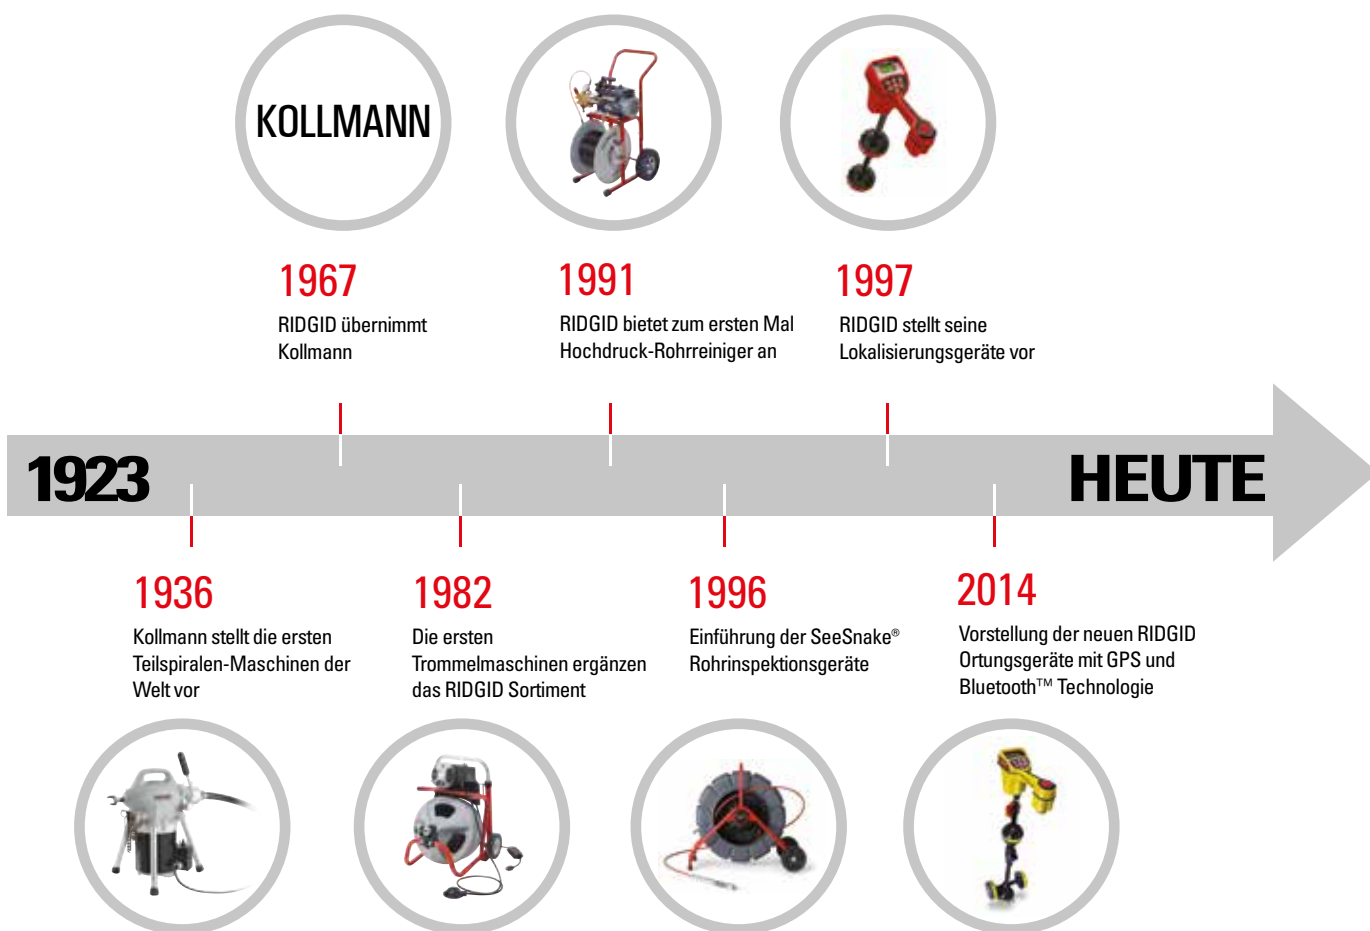 KOLLMANN
1967
RIDGID übernimmt
Kollmann
1991
RIDGID bietet zum ersten Mal
Hochdruck-Rohrreiniger an
1997
RIDGID stellt seine
Lokalisierungsgeräte vor
1923
HEUTE
1936
Kollmann stellt die ersten
Teilspiralen-Maschinen der
Welt vor
1982
Die ersten
Trommelmaschinen ergänzen
das RIDGID Sortiment
1996
Einführung der SeeSnake®
Rohrinspektionsgeräte
2014
Vorstellung der neuen RIDGID
Ortungsgeräte mit GPS und
Bluetooth™ Technologie